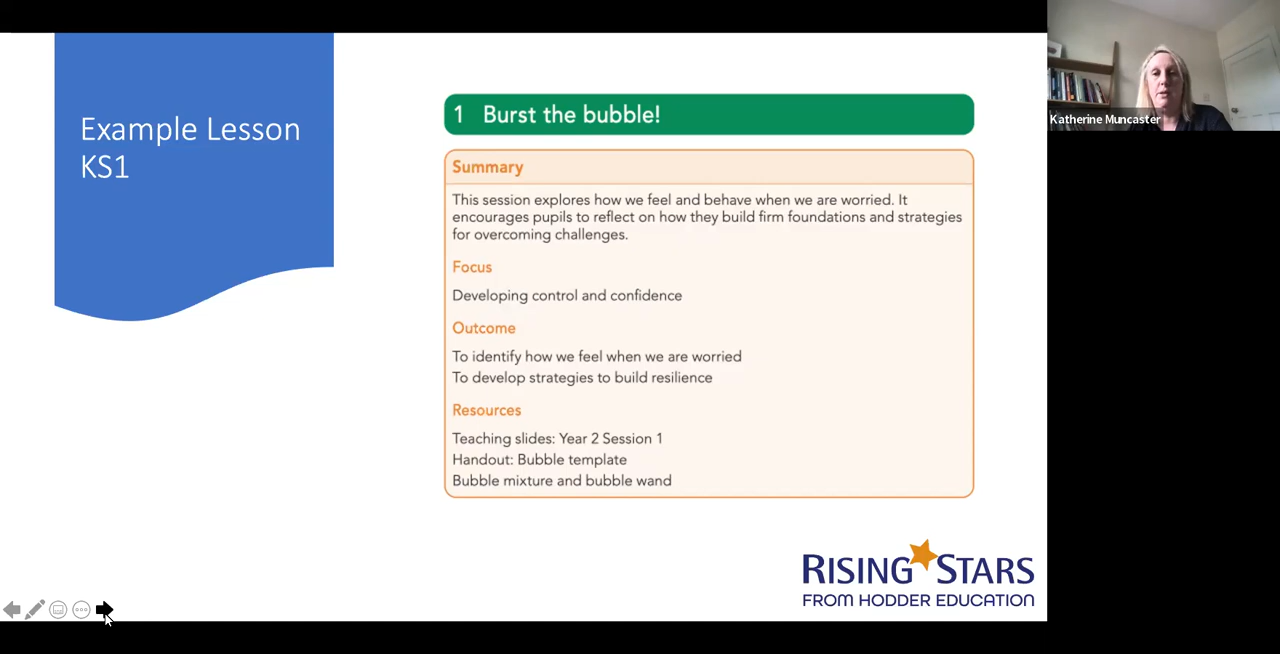 Example Lesson
KS1
1 Burst the bubble!
Summary
This session explores how we feel and behave when we are worried. It
encourages pupils to reflect on how they build firm foundations and strategies
for overcoming challenges.
Focus
Developing control and confidence
Outcome
To identify how we feel when we are worried
To develop strategies to build resilience
Resources
Teaching slides: Year 2 Session 1
Handout: Bubble template
Bubble mixture and bubble wand
RISING STARS
FROM HODDER EDUCATION
Katherine Muncaster